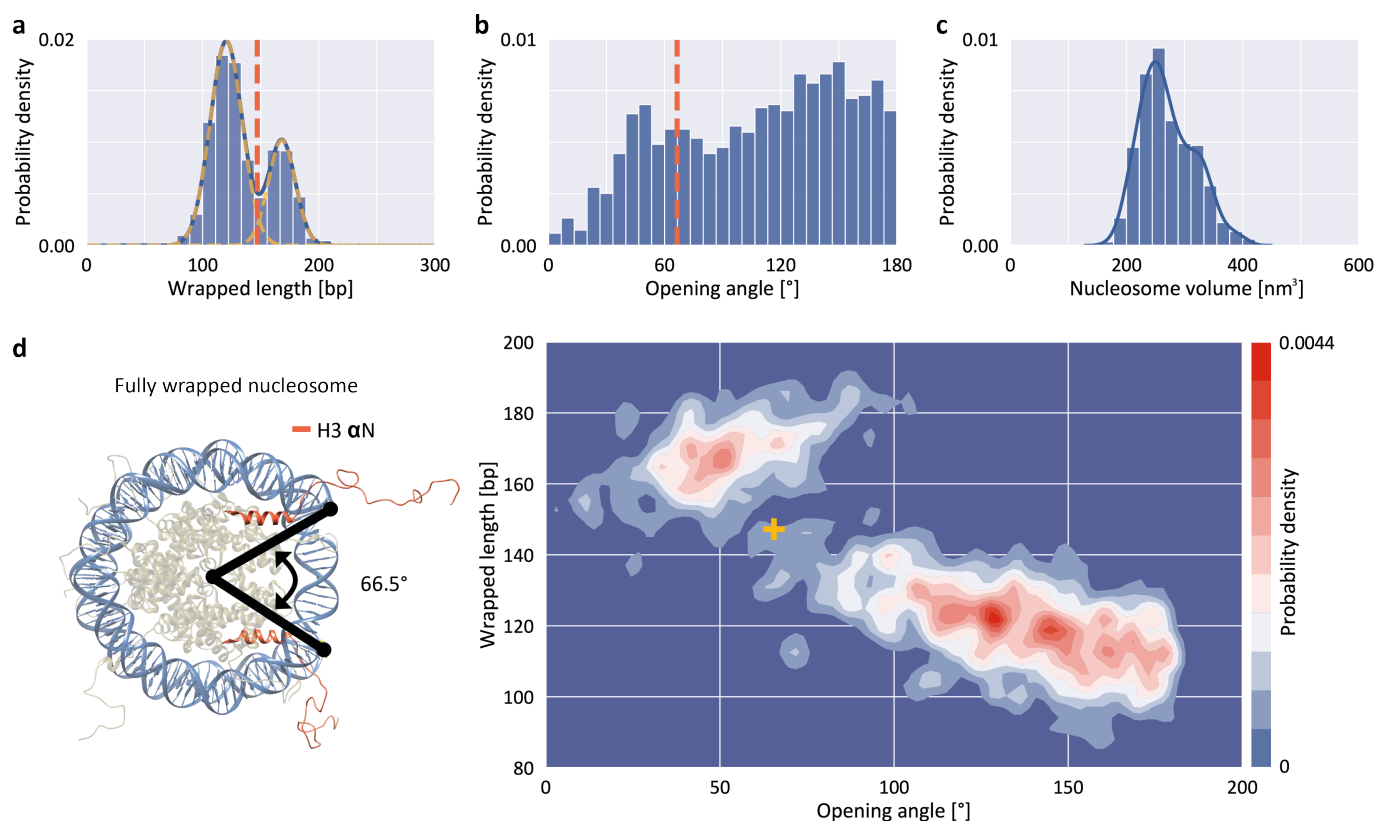 a
0.02
0.00
Probability density
0
100
200
300
Wrapped length [bp]
b
0.01
0.00
Probability density
0
60
120
180
Opening angle [°]
c
0.01
0.00
Probability density
0
200
400
600
Nucleosome volume [nm³]
d
Fully wrapped nucleosome
H3 αN
66.5°
200
180
160
140
120
100
80
Wrapped length [bp]
0
50
100
150
200
Opening angle [°]
0.0044
0
Probability density